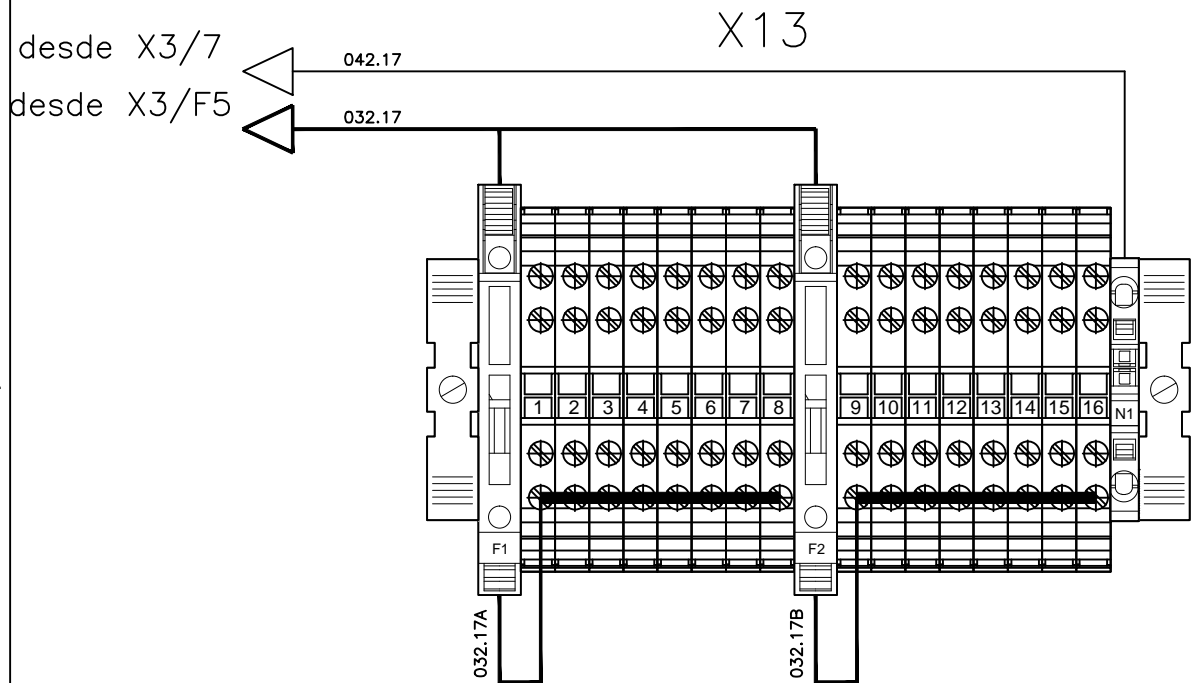 X13
desde X3/7
042.17
desde X3/F5
032.17
1 2 3 4 5 6 7 8 9 10 11 12 13 14 15 16 N1
F1 F2
032.17A 032.17B